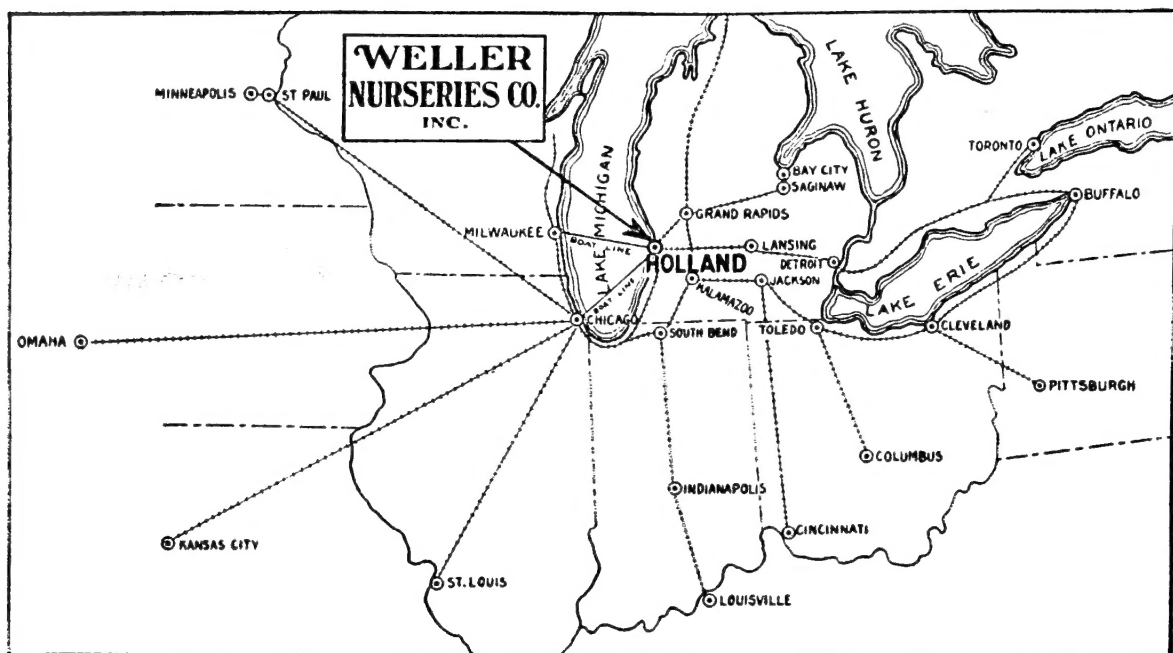 WELLER
NURSERIES CO.
INC.
MINNEAPOLIS
ST PAUL
LAKE HURON
LAKE ONTARIO
TORONTO
LAKE MICHIGAN
BAY CITY
SAGINAW
BUFFALO
GRAND RAPIDS
MILWAUKEE
BOAT LINE
LANSING
HOLLAND
DETROIT
BOAT LINE
KALAMAZOO
JACKSON
LAKE ERIE
CHICAGO
SOUTH BEND
TOLEDO
CLEVELAND
OMAHA
PITTSBURGH
COLUMBUS
INDIANAPOLIS
CINCINNATI
KANSAS CITY
ST. LOUIS
LOUISVILLE